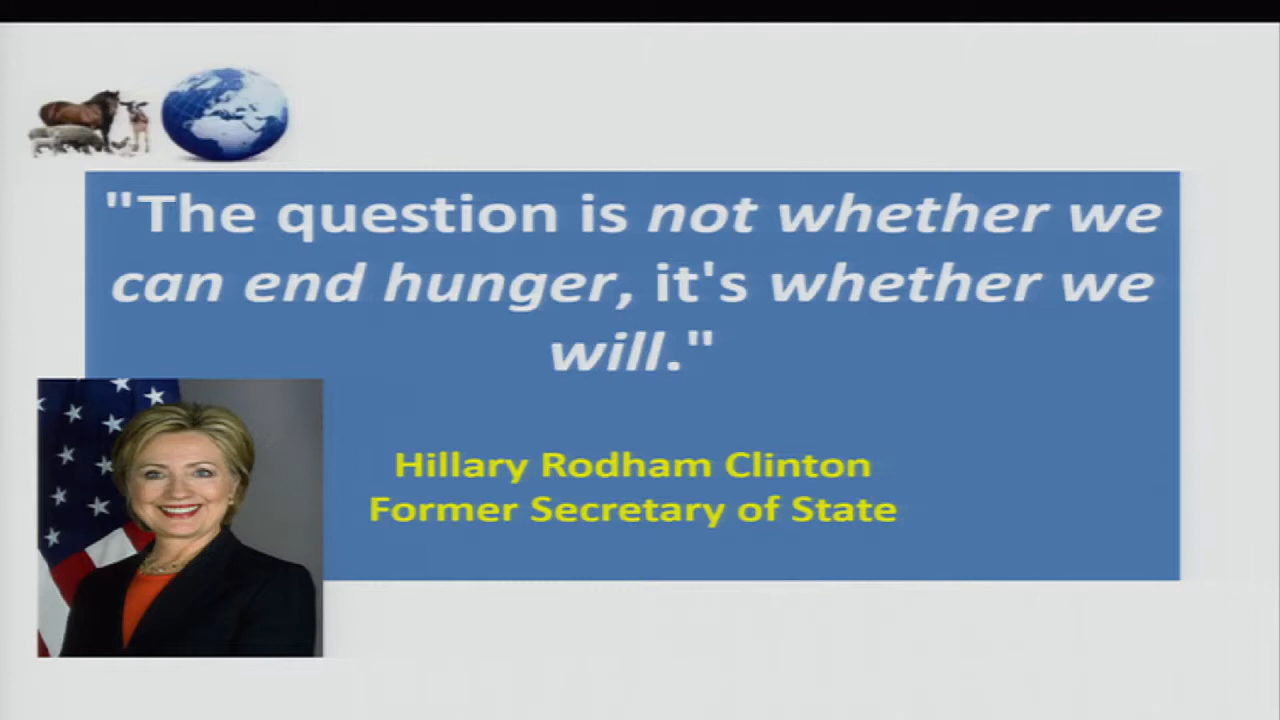 "The question is not whether we
can end hunger, it's whether we
will."
Hillary Rodham Clinton
Former Secretary of State